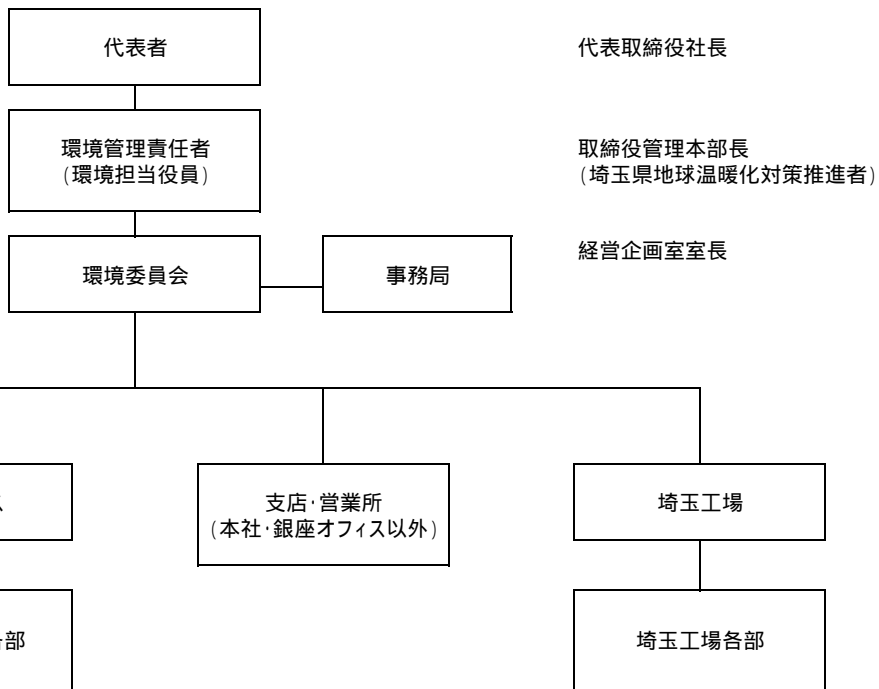 代表者
代表取締役社長
環境管理責任者
(環境担当役員)
取締役管理本部長
(埼玉県地球温暖化対策推進者)
環境委員会
事務局
経営企画室室長
ス
支店·営業所
(本社·銀座オフィス以外)
埼玉工場
各部
埼玉工場各部